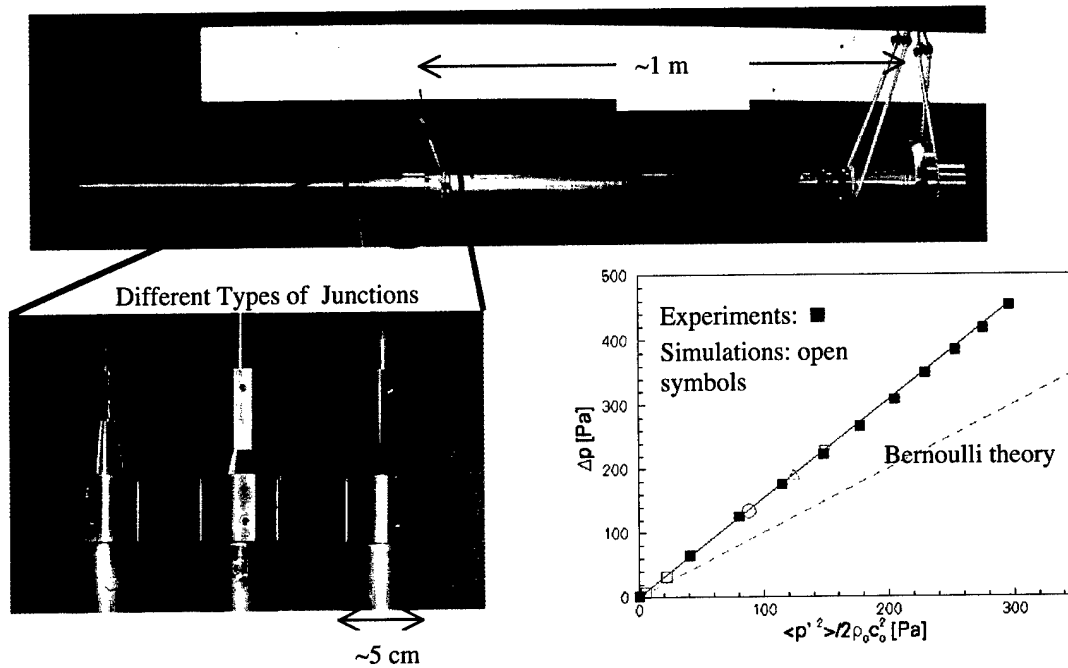 ~1 m
Different Types of Junctions
~5 cm
Experiments: ■
Simulations: open
symbols
Bernoulli theory
Δp [Pa]
500
400
300
200
100
0
0
100
200
300
<p'²>/2ρ₀c₀² [Pa]